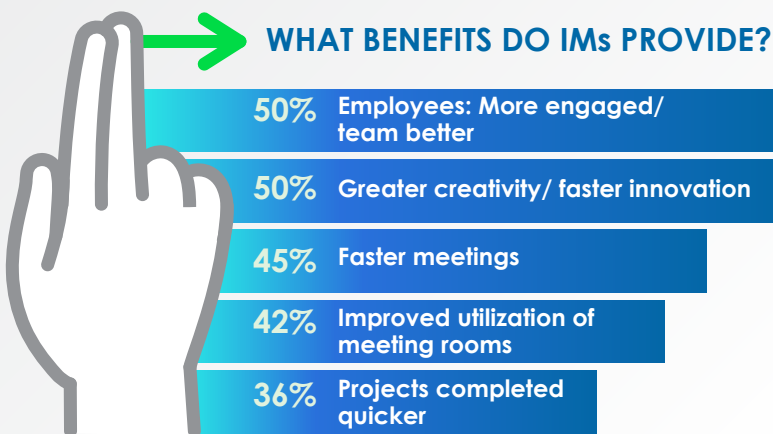 WHAT BENEFITS DO IMs PROVIDE?
50% Employees: More engaged/
team better
50% Greater creativity/ faster innovation
45% Faster meetings
42% Improved utilization of
meeting rooms
36% Projects completed
quicker